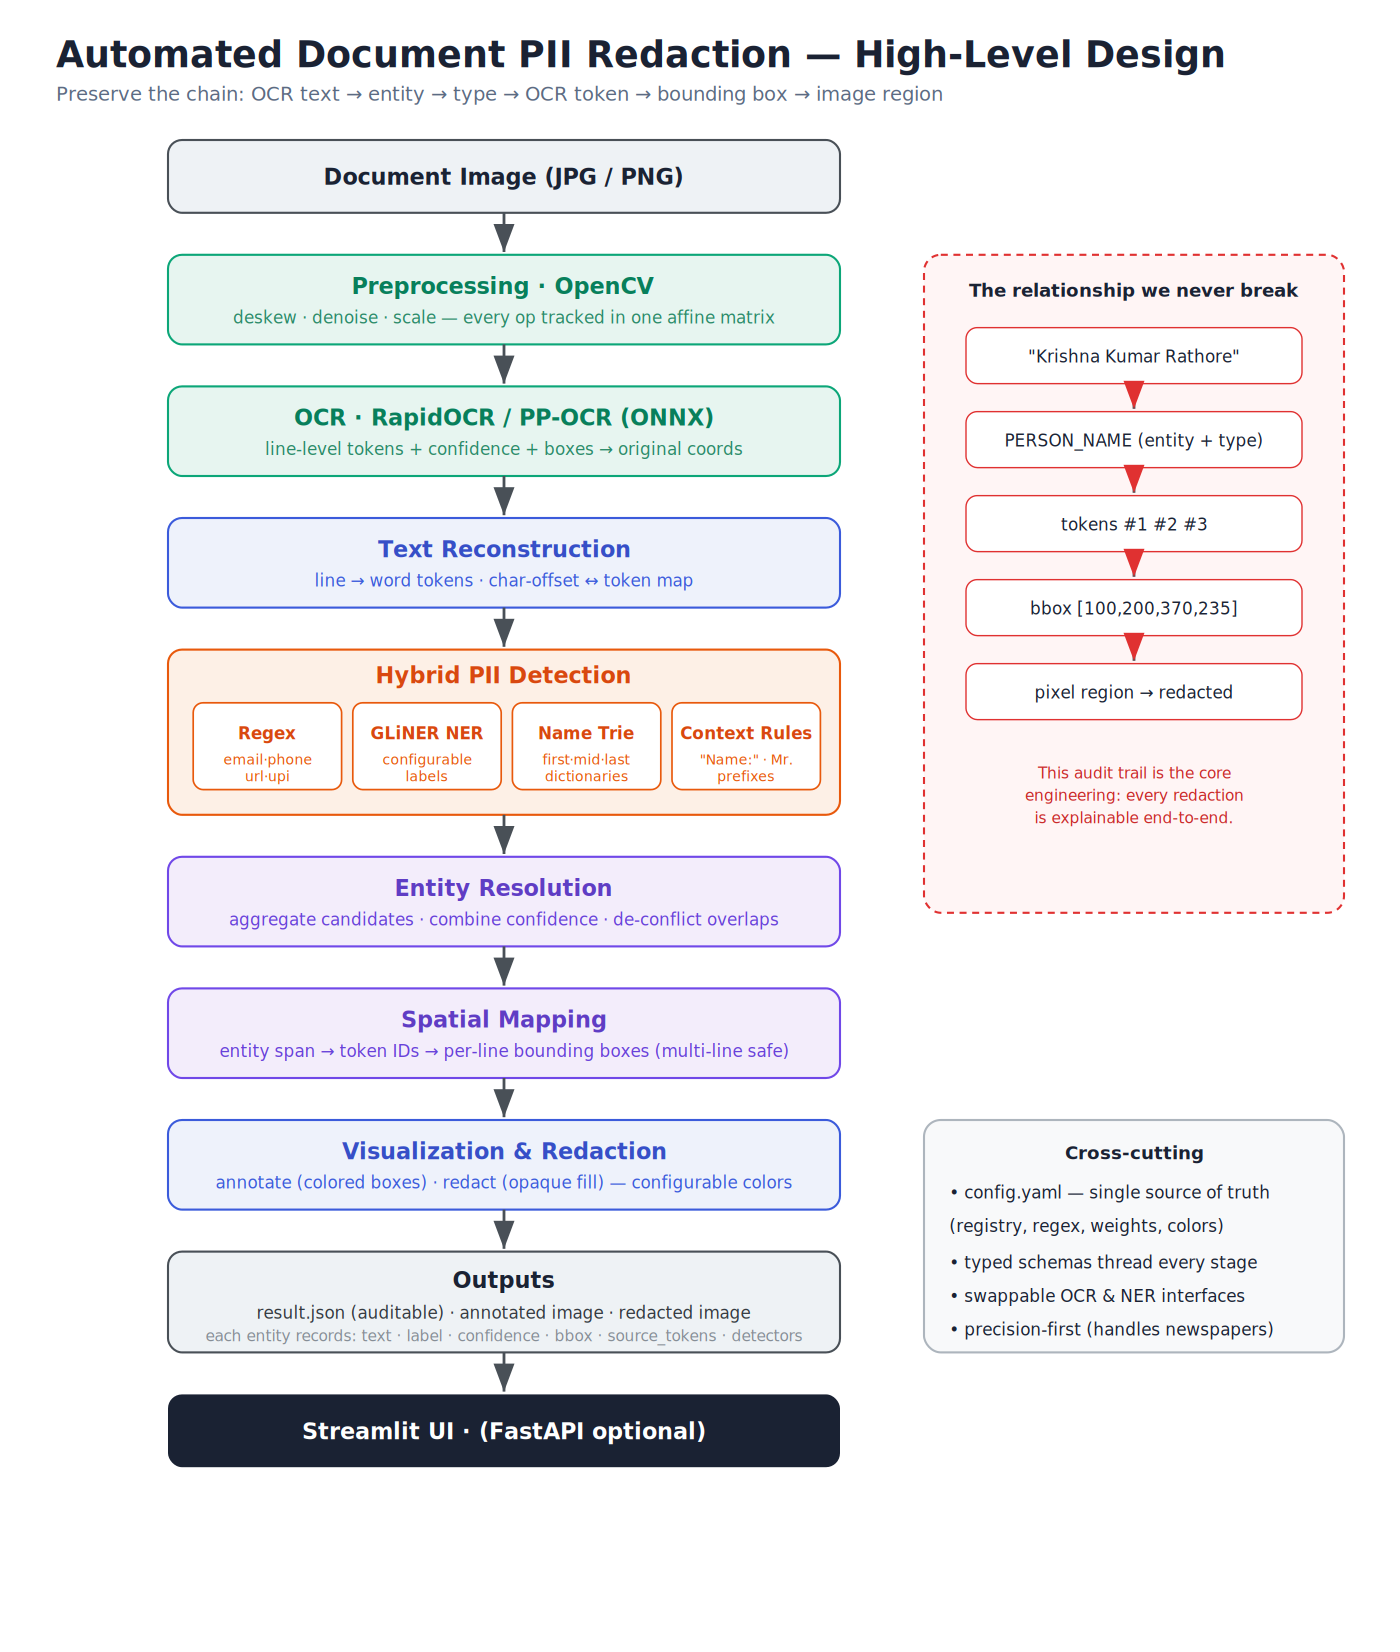 Automated Document PII Redaction — High-Level Design
Preserve the chain: OCR text → entity → type → OCR token → bounding box → image region
Document Image (JPG / PNG)
Preprocessing · OpenCV
deskew · denoise · scale — every op tracked in one affine matrix
OCR · RapidOCR / PP-OCR (ONNX)
line-level tokens + confidence + boxes → original coords
Text Reconstruction
line → word tokens · char-offset ↔ token map
Hybrid PII Detection
Regex
email·phone
url·upi
GLiNER NER
configurable
labels
Name Trie
first·mid·last
dictionaries
Context Rules
"Name:" · Mr.
prefixes
Entity Resolution
aggregate candidates · combine confidence · de-conflict overlaps
Spatial Mapping
entity span → token IDs → per-line bounding boxes (multi-line safe)
Visualization & Redaction
annotate (colored boxes) · redact (opaque fill) — configurable colors
Outputs
result.json (auditable) · annotated image · redacted image
each entity records: text · label · confidence · bbox · source_tokens · detectors
Streamlit UI · (FastAPI optional)
The relationship we never break
"Krishna Kumar Rathore"
PERSON_NAME (entity + type)
tokens #1 #2 #3
bbox [100,200,370,235]
pixel region → redacted
This audit trail is the core
engineering: every redaction
is explainable end-to-end.
Cross-cutting
• config.yaml — single source of truth
(registry, regex, weights, colors)
• typed schemas thread every stage
• swappable OCR & NER interfaces
• precision-first (handles newspapers)